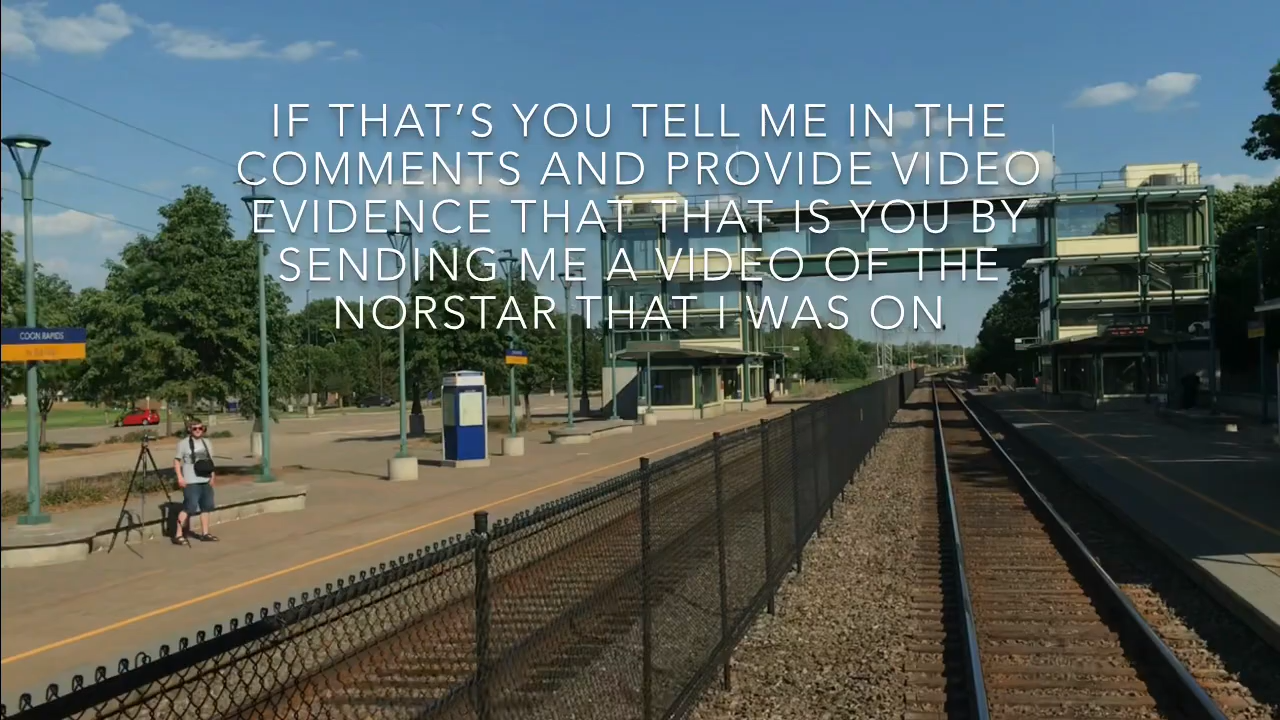 IF THAT'S YOU TELL ME IN THE
COMMENTS AND PROVIDE VIDEO
EVIDENCE THAT THAT IS YOU BY
SENDING ME A VIDEO OF THE
NORSTAR THAT I WAS ON
COON RAPIDS